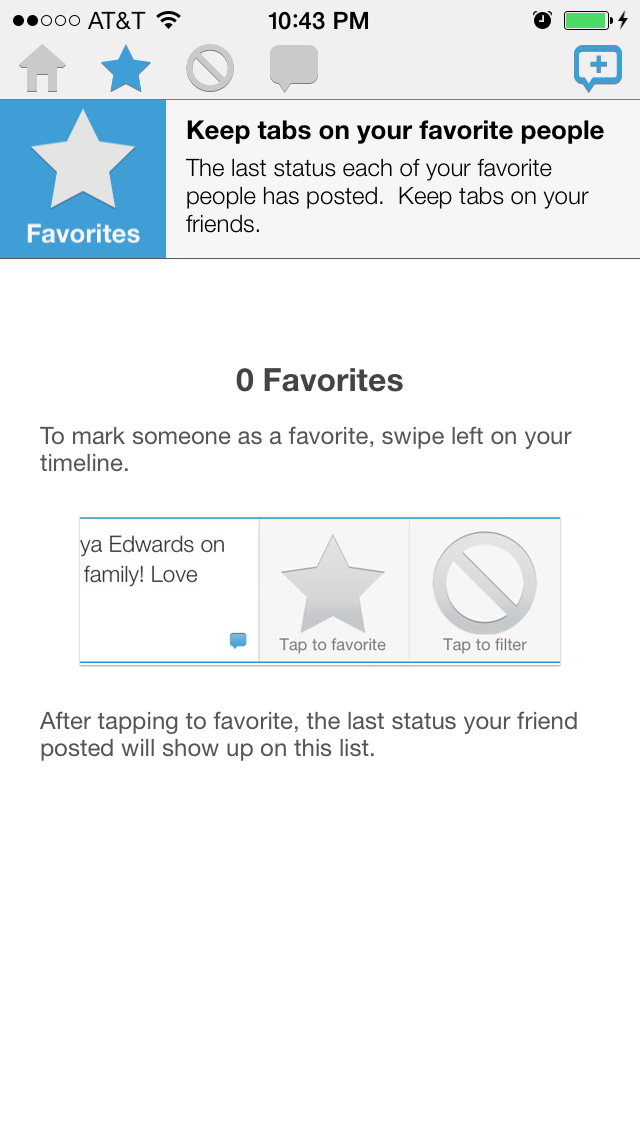 AT&T 10:43 PM
Keep tabs on your favorite people
The last status each of your favorite
people has posted.  Keep tabs on your
friends.
Favorites
0 Favorites
To mark someone as a favorite, swipe left on your
timeline.
ya Edwards on
family! Love
Tap to favorite
Tap to filter
After tapping to favorite, the last status your friend
posted will show up on this list.